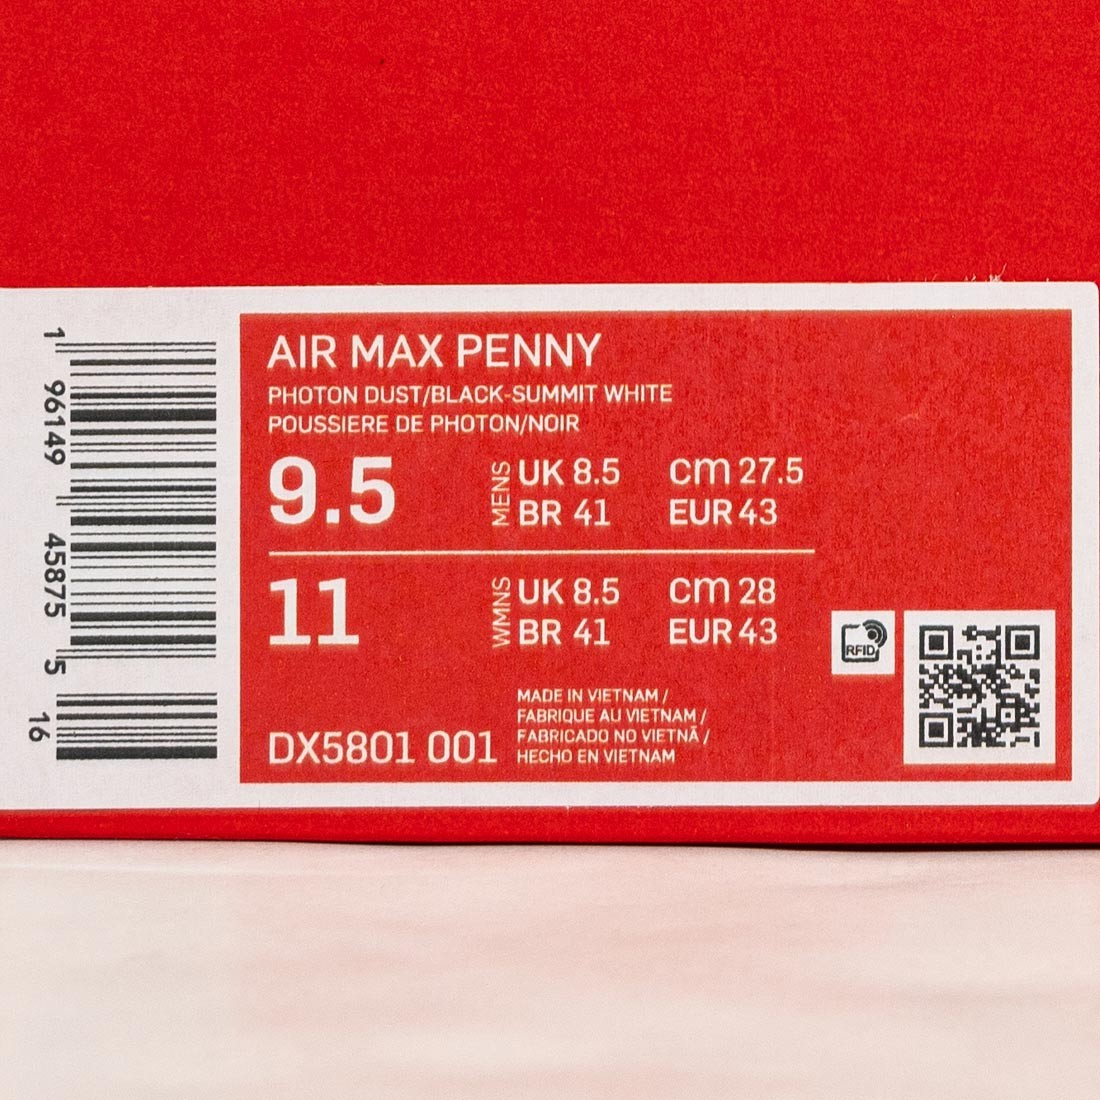 AIR MAX PENNY
PHOTON DUST/BLACK-SUMMIT WHITE
POUSSIERE DE PHOTON/NOIR
9.5
MENS
UK 8.5
cm 27.5
BR 41
EUR 43
11
WMNS
UK 8.5
cm 28
BR 41
EUR 43
DX5801 001
MADE IN VIETNAM /
FABRIQUE AU VIETNAM /
FABRICADO NO VIETNÃ /
HECHO EN VIETNAM
RFID
1 96149 45875 5
16